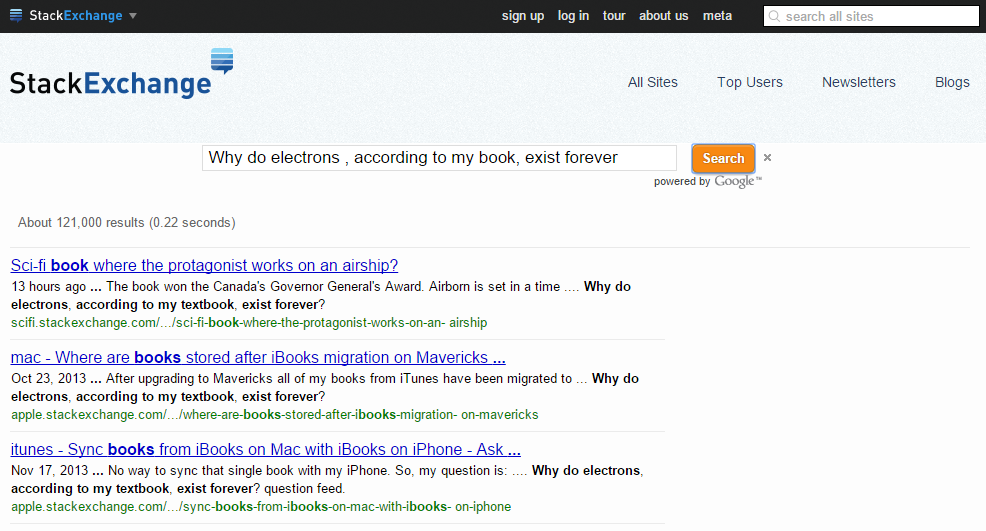 StackExchange sign up log in tour about us meta search all sites
StackExchange All Sites Top Users Newsletters Blogs
Why do electrons , according to my book, exist forever Search ×
powered by Google™
About 121,000 results (0.22 seconds)
Sci-fi book where the protagonist works on an airship?
13 hours ago ... The book won the Canada's Governor General's Award. Airborn is set in a time .... Why do
electrons, according to my textbook, exist forever?
scifi.stackexchange.com/.../sci-fi-book-where-the-protagonist-works-on-an- airship
mac - Where are books stored after iBooks migration on Mavericks ...
Oct 23, 2013 ... After upgrading to Mavericks all of my books from iTunes have been migrated to ... Why do
electrons, according to my textbook, exist forever?
apple.stackexchange.com/.../where-are-books-stored-after-ibooks-migration- on-mavericks
itunes - Sync books from iBooks on Mac with iBooks on iPhone - Ask ...
Nov 17, 2013 ... No way to sync that single book with my iPhone. So, my question is: .... Why do electrons,
according to my textbook, exist forever? question feed.
apple.stackexchange.com/.../sync-books-from-ibooks-on-mac-with-ibooks- on-iphone